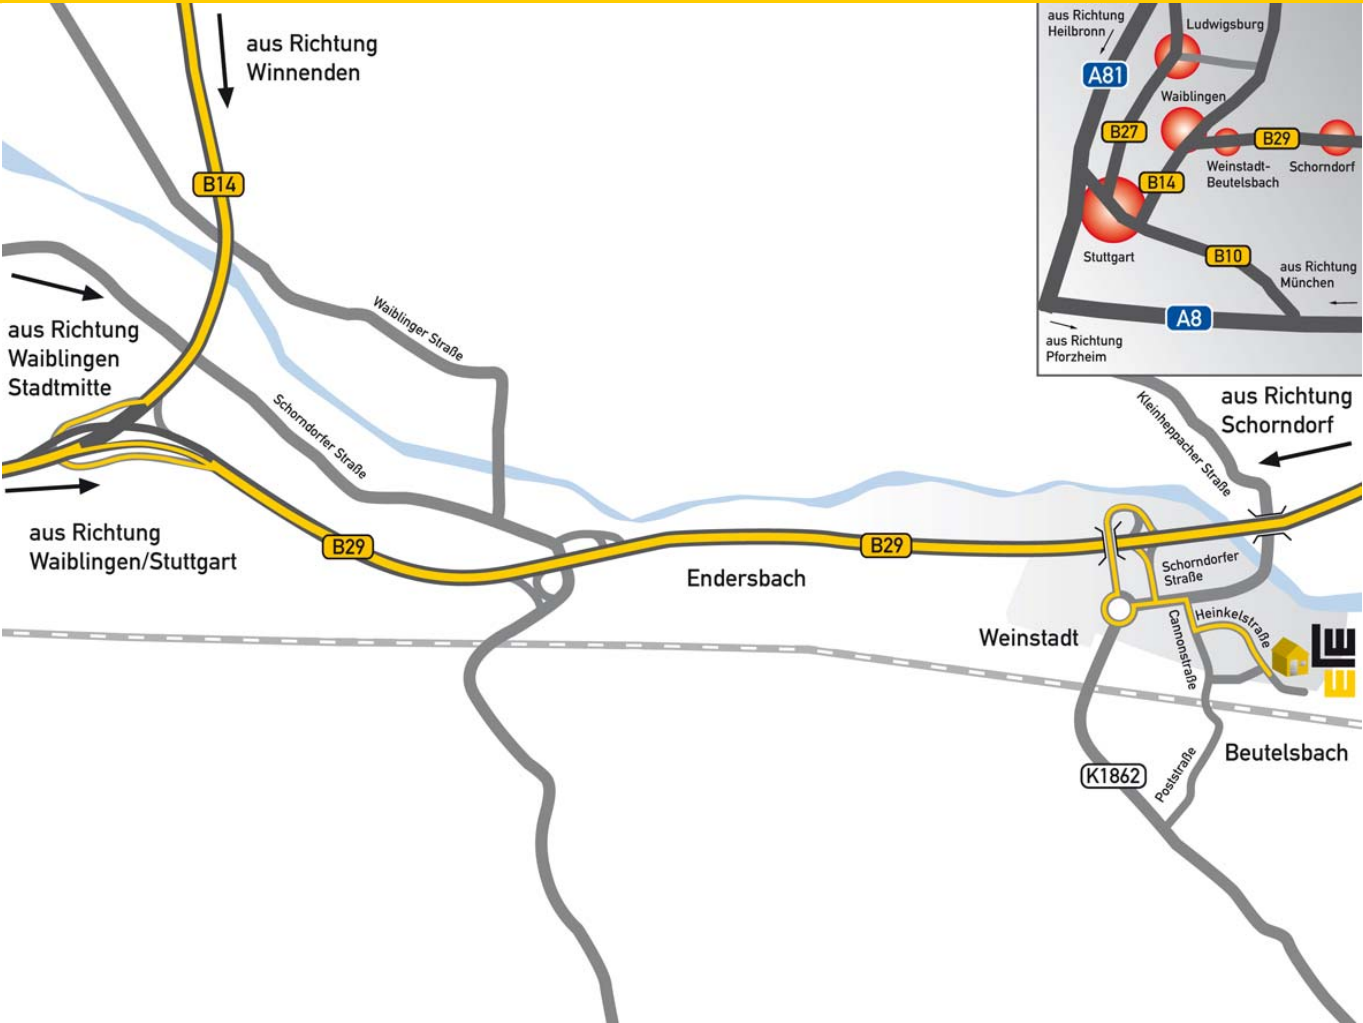 aus Richtung
Winnenden
B14
aus Richtung
Waiblingen
Stadtmitte
aus Richtung
Waiblingen/Stuttgart
Waiblinger Straße
Schorndorfer Straße
B29
Endersbach
B29
aus Richtung
Heilbronn
Ludwigsburg
A81
Waiblingen
B27
B29
Weinstadt-
Beutelsbach
Schorndorf
B14
Stuttgart
B10
aus Richtung
München
A8
aus Richtung
Pforzheim
aus Richtung
Schorndorf
Kleinheppacher Straße
Schorndorfer
Straße
Heinkelstraße
Cannonstraße
Weinstadt
ELE
Beutelsbach
K1862
Poststraße